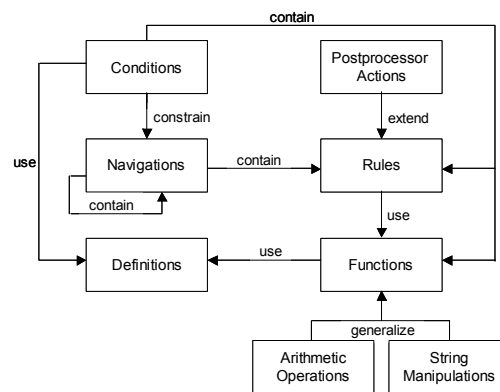 contain
Conditions
Postprocessor
Actions
constrain
extend
use
Navigations
contain
Rules
contain
use
Definitions
use
Functions
generalize
Arithmetic
Operations
String
Manipulations